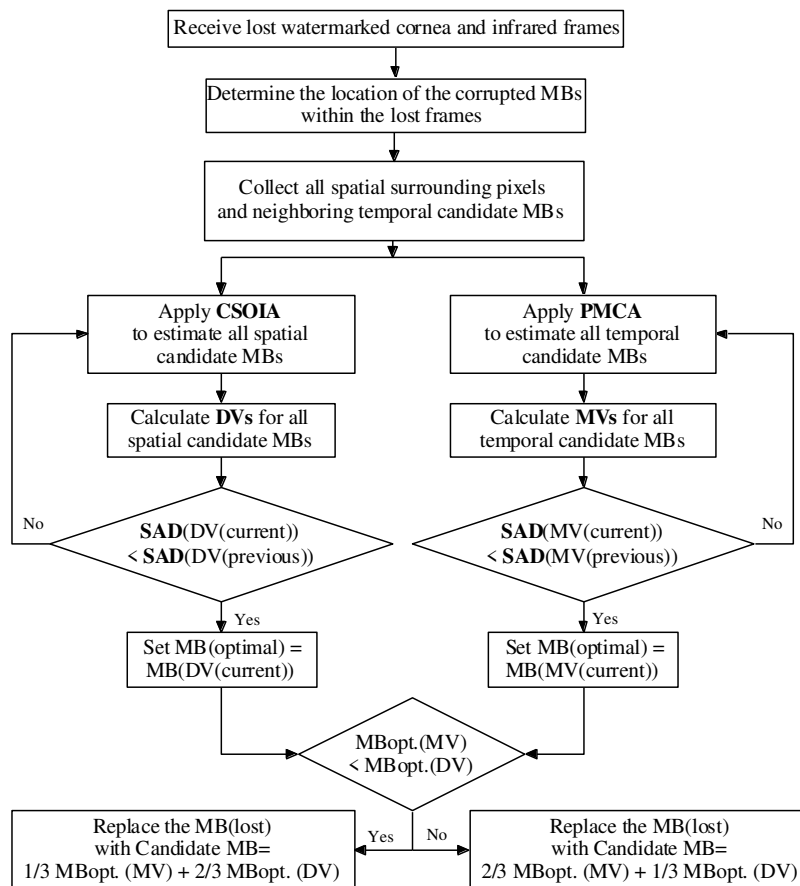 Receive lost watermarked cornea and infrared frames
Determine the location of the corrupted MBs
within the lost frames
Collect all spatial surrounding pixels
and neighboring temporal candidate MBs
Apply CSOIA
to estimate all spatial
candidate MBs
Apply PMCA
to estimate all temporal
candidate MBs
Calculate DVs for all
spatial candidate MBs
Calculate MVs for all
temporal candidate MBs
No
SAD(DV(current))
< SAD(DV(previous))
SAD(MV(current))
< SAD(MV(previous))
No
Yes
Yes
Set MB(optimal) =
MB(DV(current))
Set MB(optimal) =
MB(MV(current))
MBopt.(MV)
< MBopt.(DV)
Replace the MB(lost)
with Candidate MB=
1/3 MBopt. (MV) + 2/3 MBopt. (DV)
Yes
No
Replace the MB(lost)
with Candidate MB=
2/3 MBopt. (MV) + 1/3 MBopt. (DV)